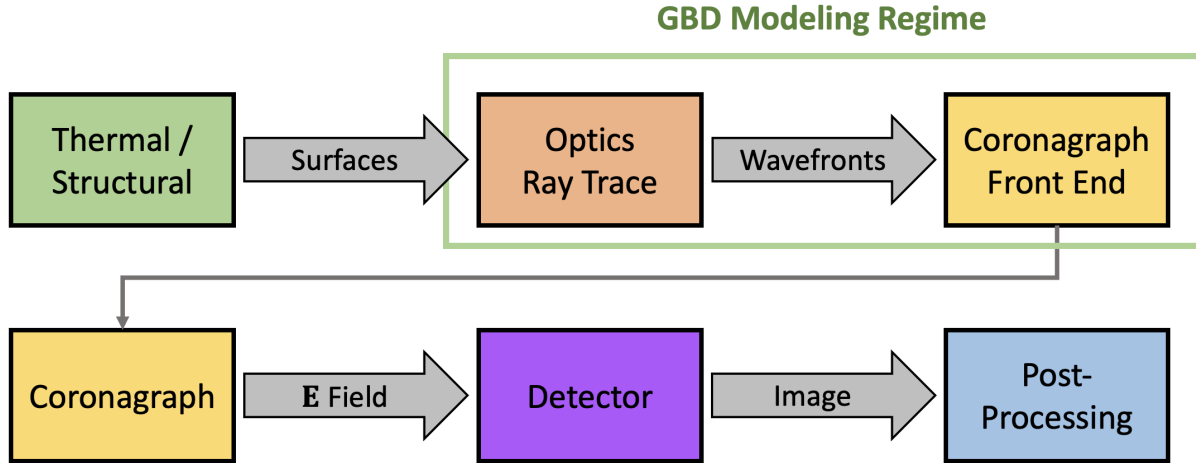 GBD Modeling Regime
Thermal /
Structural
Surfaces
Optics
Ray Trace
Wavefronts
Coronagraph
Front End
Coronagraph
E Field
Detector
Image
Post-
Processing